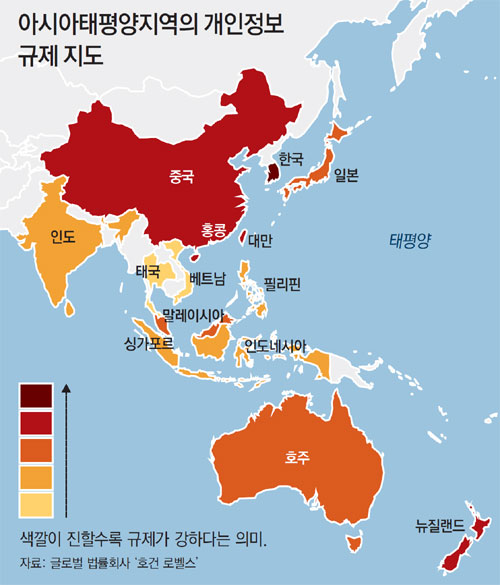 아시아태평양지역의 개인정보
규제 지도
중국
한국
일본
홍콩
대만
인도
태평양
태국
베트남
필리핀
말레이시아
싱가포르
인도네시아
호주
뉴질랜드
색깔이 진할수록 규제가 강하다는 의미.
자료: 글로벌 법률회사 '호건 로벨스'